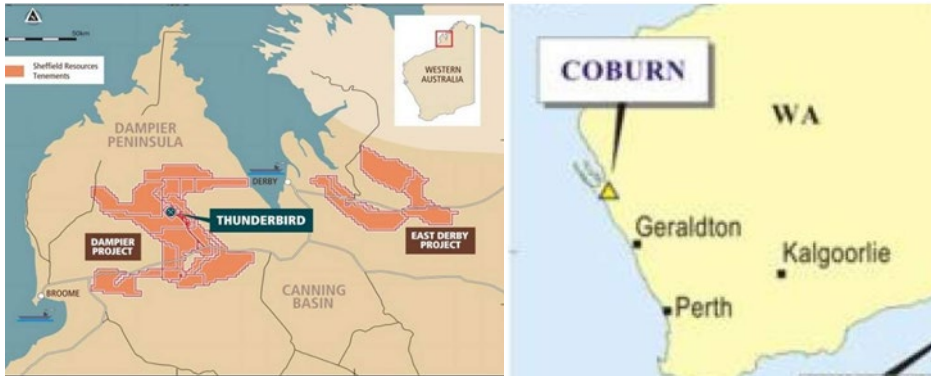 50km
Sheffield Resources
Tenements
WESTERN
AUSTRALIA
DAMPIER
PENINSULA
DERBY
THUNDERBIRD
DAMPIER
PROJECT
EAST DERBY
PROJECT
BROOME
CANNING
BASIN
COBURN
WA
Geraldton
Kalgoorlie
Perth